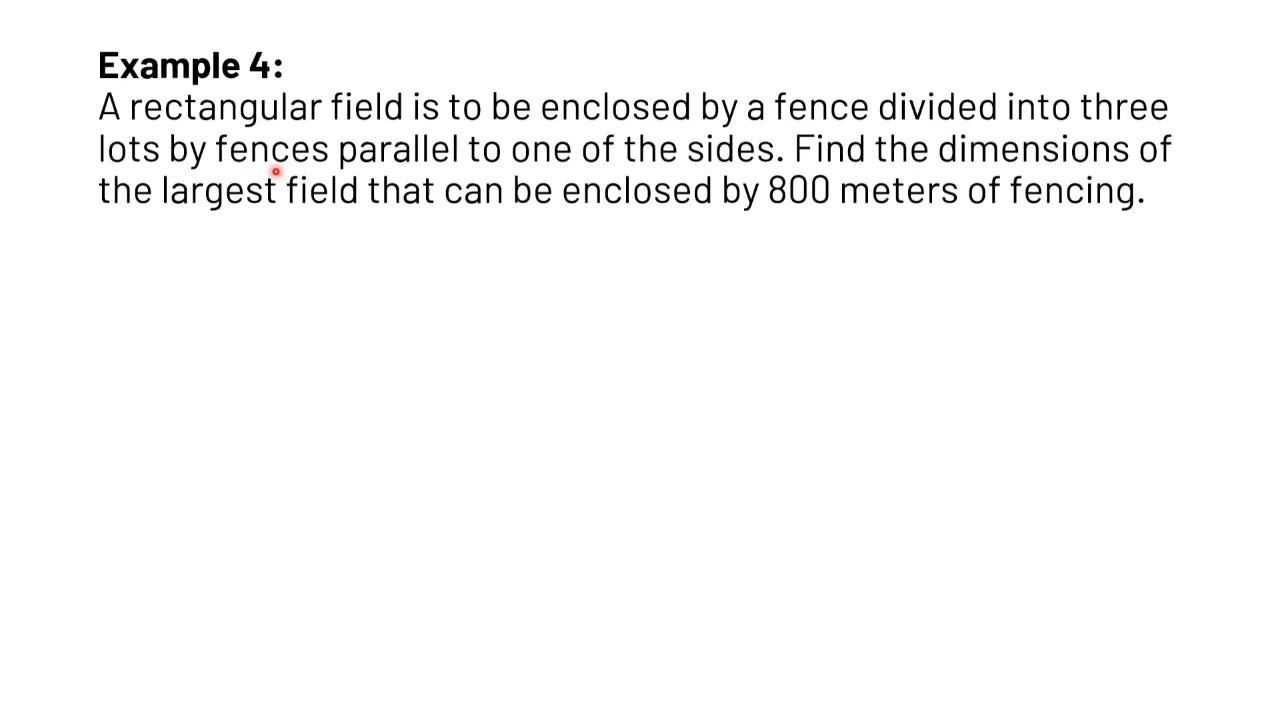 Example 4:
A rectangular field is to be enclosed by a fence divided into three
lots by fences parallel to one of the sides. Find the dimensions of
the largest field that can be enclosed by 800 meters of fencing.